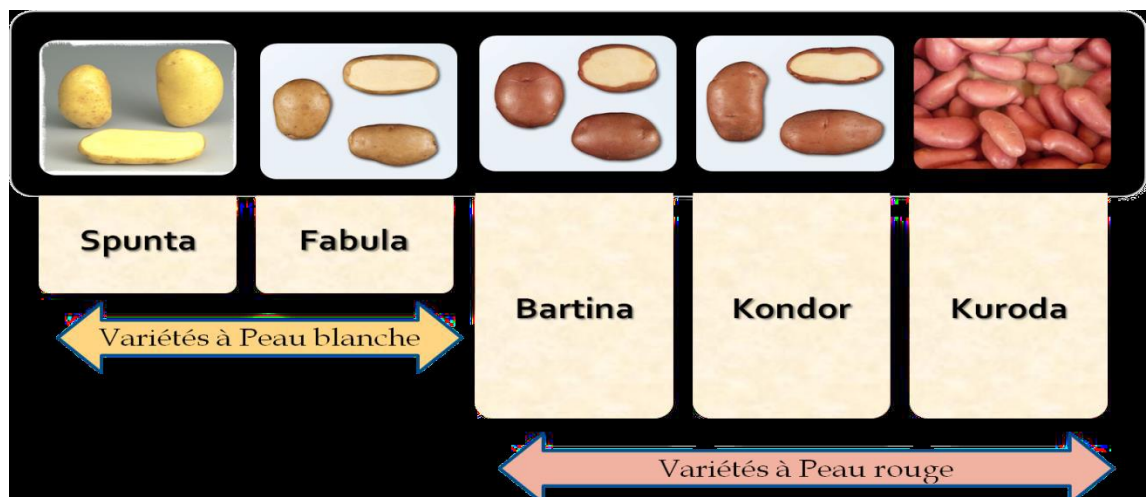 Spunta
Fabula
Bartina
Kondor
Kuroda
Variétés à Peau blanche
Variétés à Peau rouge